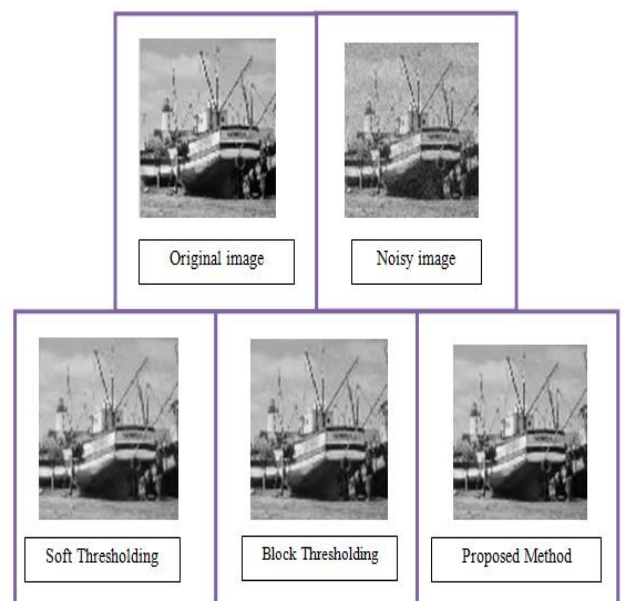 Original image
Noisy image
Soft Thresholding
Block Thresholding
Proposed Method